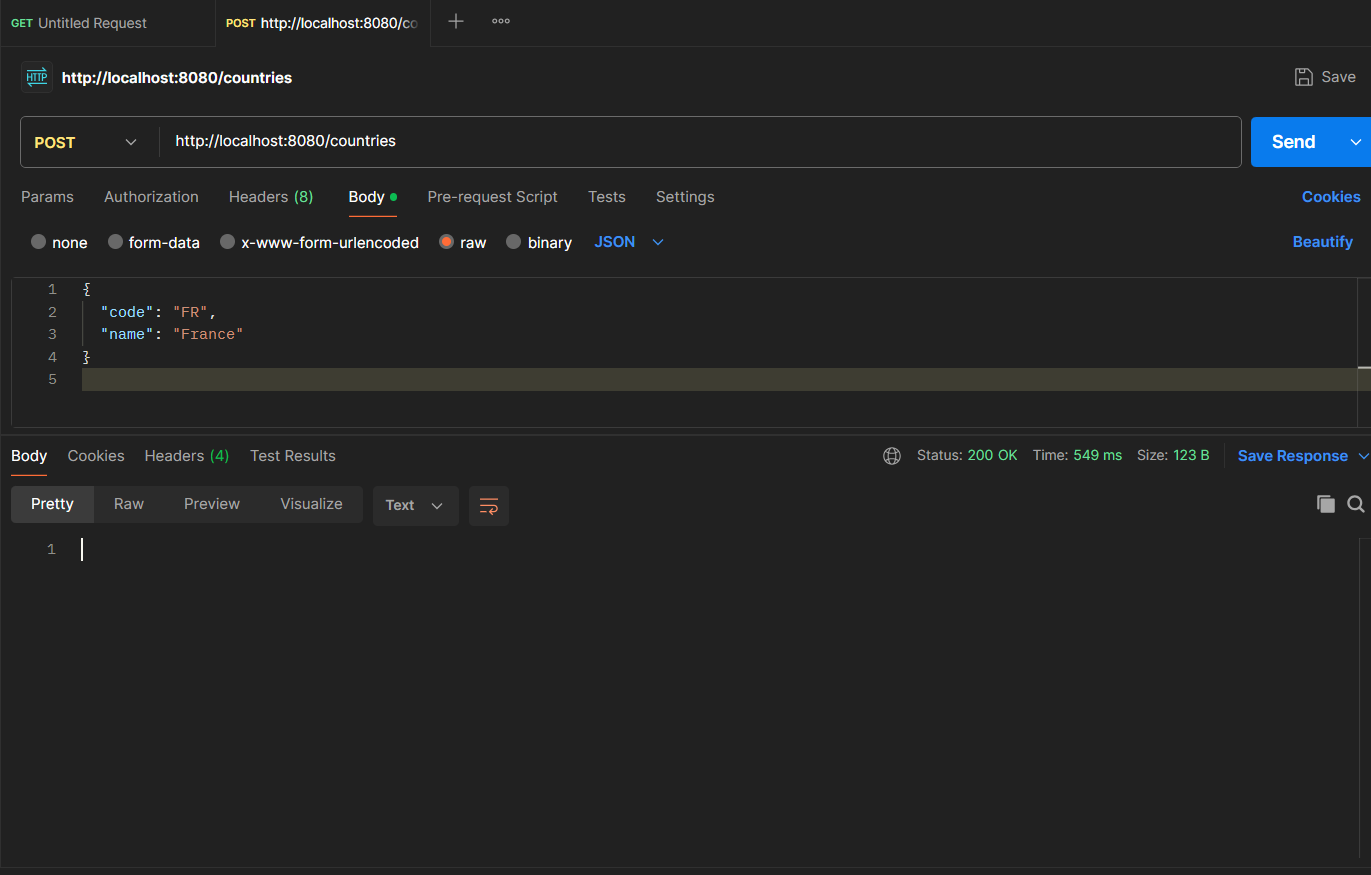 GET Untitled Request POST http://localhost:8080/co
HTTP http://localhost:8080/countries Save
POST http://localhost:8080/countries Send
Params Authorization Headers (8) Body Pre-request Script Tests Settings Cookies
none form-data x-www-form-urlencoded raw binary JSON Beautify
1 {
2 "code": "FR",
3 "name": "France"
4 }
5
Body Cookies Headers (4) Test Results Status: 200 OK Time: 549 ms Size: 123 B Save Response
Pretty Raw Preview Visualize Text
1